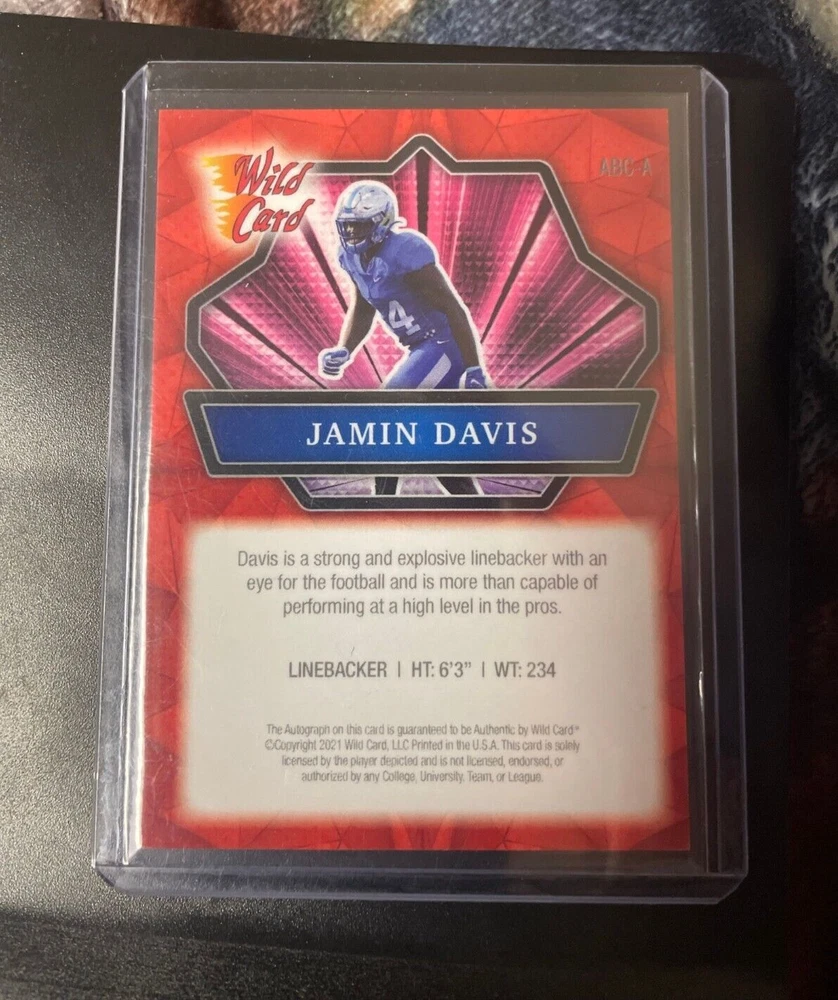 Wild
Card
ABC-A
4
JAMIN DAVIS
Davis is a strong and explosive linebacker with an
eye for the football and is more than capable of
performing at a high level in the pros.
LINEBACKER | HT: 6'3" | WT: 234
The Autograph on this card is guaranteed to be Authentic by Wild Card®
©Copyright 2021 Wild Card, LLC Printed in the U.S.A. This card is solely
licensed by the player depicted and is not licensed, endorsed, or
authorized by any College, University, Team, or League.